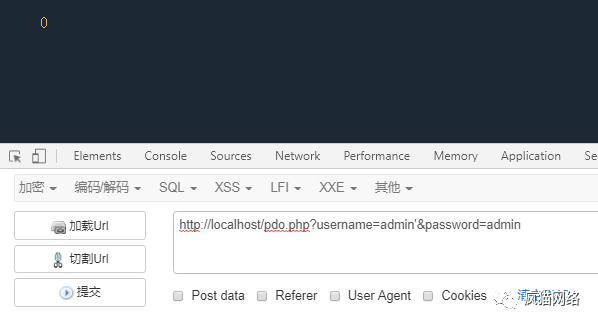 0
Elements Console Sources Network Performance Memory Application Se
加密 编码/解码 SQL XSS LFI XXE 其他
加载Url
http://localhost/pdo.php?username=admin'&password=admin
切割Url
提交
Post data Referer User Agent Cookies
疯猫网络